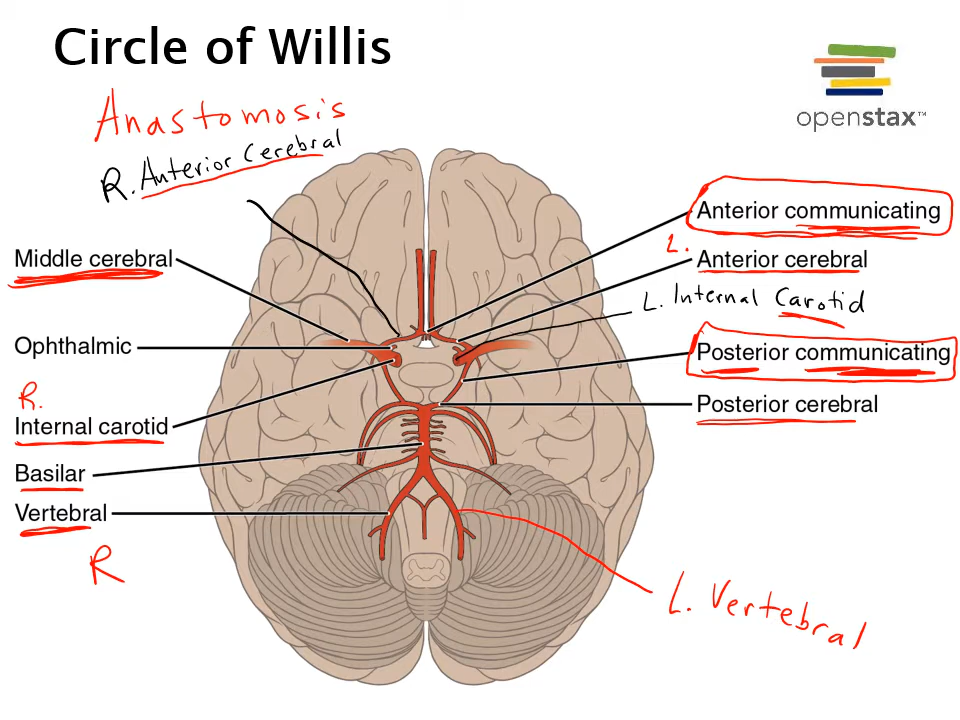 Circle of Willis
openstax™
Anastomosis
R. Anterior Cerebral
Anterior communicating
L.
Middle cerebral
Anterior cerebral
L. Internal Carotid
Ophthalmic
Posterior communicating
R.
Internal carotid
Posterior cerebral
Basilar
Vertebral
R
L. Vertebral